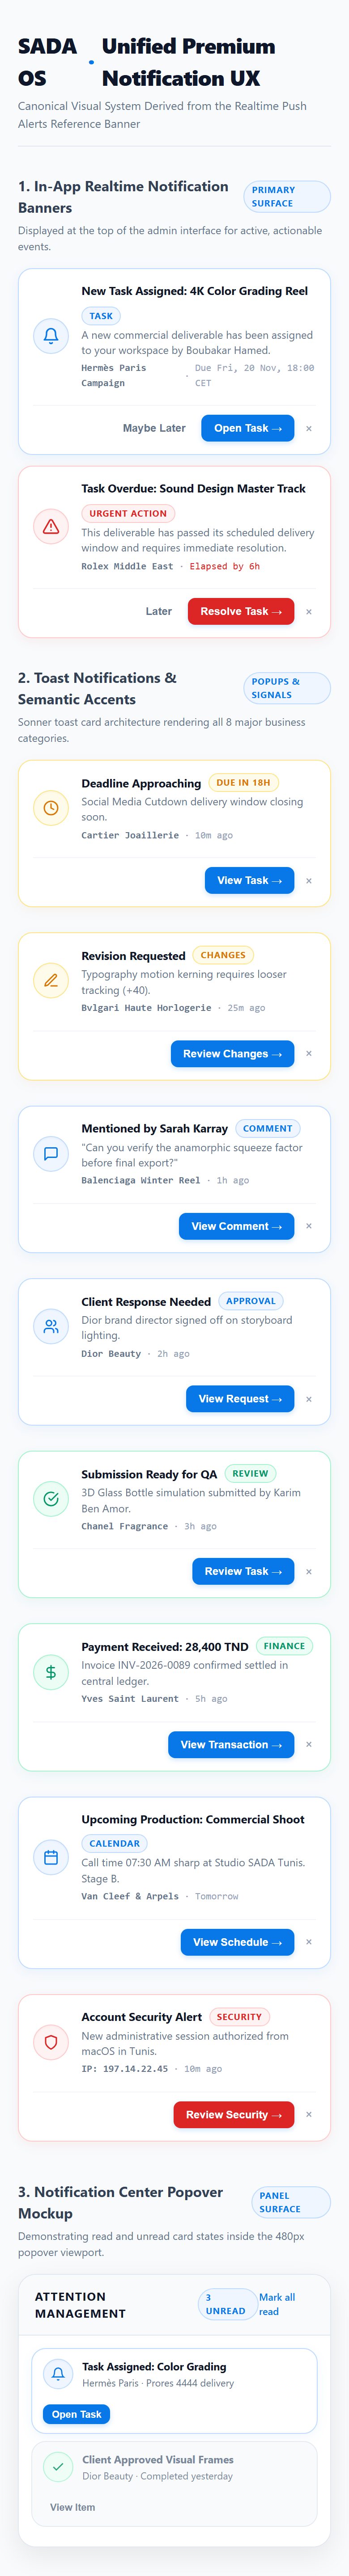 SADA OS · Unified Premium Notification UX
Canonical Visual System Derived from the Realtime Push
Alerts Reference Banner
1. In-App Realtime Notification
Banners
PRIMARY
SURFACE
Displayed at the top of the admin interface for active, actionable
events.
New Task Assigned: 4K Color Grading Reel
TASK
A new commercial deliverable has been assigned
to your workspace by Boubakar Hamed.
Hermès Paris Campaign · Due Fri, 20 Nov, 18:00 CET
Maybe Later Open Task → ×
Task Overdue: Sound Design Master Track
URGENT ACTION
This deliverable has passed its scheduled delivery
window and requires immediate resolution.
Rolex Middle East · Elapsed by 6h
Later Resolve Task → ×
2. Toast Notifications &
Semantic Accents
POPUPS &
SIGNALS
Sonner toast card architecture rendering all 8 major business
categories.
Deadline Approaching DUE IN 18H
Social Media Cutdown delivery window closing
soon.
Cartier Joaillerie · 10m ago
View Task → ×
Revision Requested CHANGES
Typography motion kerning requires looser
tracking (+40).
Bvlgari Haute Horlogerie · 25m ago
Review Changes → ×
Mentioned by Sarah Karray COMMENT
"Can you verify the anamorphic squeeze factor
before final export?"
Balenciaga Winter Reel · 1h ago
View Comment → ×
Client Response Needed APPROVAL
Dior brand director signed off on storyboard
lighting.
Dior Beauty · 2h ago
View Request → ×
Submission Ready for QA REVIEW
3D Glass Bottle simulation submitted by Karim
Ben Amor.
Chanel Fragrance · 3h ago
Review Task → ×
Payment Received: 28,400 TND FINANCE
Invoice INV-2026-0089 confirmed settled in
central ledger.
Yves Saint Laurent · 5h ago
View Transaction → ×
Upcoming Production: Commercial Shoot
CALENDAR
Call time 07:30 AM sharp at Studio SADA Tunis.
Stage B.
Van Cleef & Arpels · Tomorrow
View Schedule → ×
Account Security Alert SECURITY
New administrative session authorized from
macOS in Tunis.
IP: 197.14.22.45 · 10m ago
Review Security → ×
3. Notification Center Popover
Mockup
PANEL
SURFACE
Demonstrating read and unread card states inside the 480px
popover viewport.
ATTENTION
MANAGEMENT
3
UNREAD
Mark all
read
Task Assigned: Color Grading
Hermès Paris · Prores 4444 delivery
Open Task
Client Approved Visual Frames
Dior Beauty · Completed yesterday
View Item